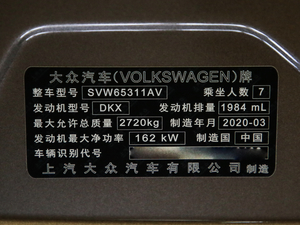 大众汽车(VOLKSWAGEN)牌
整车型号 SVW65311AV 乘坐人数 7
发动机型号 DKX 发动机排量 1984 mL
最大允许总质量 2720kg 制造年月 2020-03
发动机最大净功率 162 kW 制造国 中国
车辆识别代号
上汽大众汽车有限公司 制造